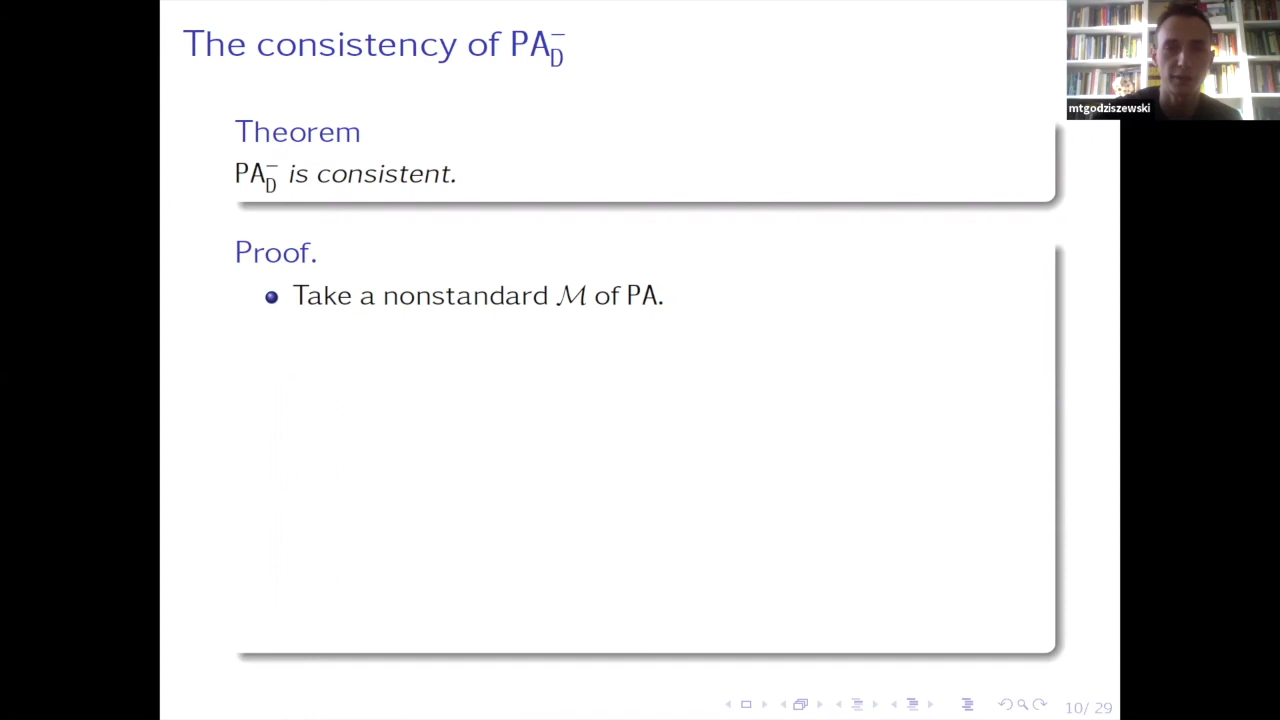 The consistency of PA⁻_D
mtgodziszewski
Theorem
PA⁻_D is consistent.
Proof.
Take a nonstandard ℳ of PA.
10/ 29